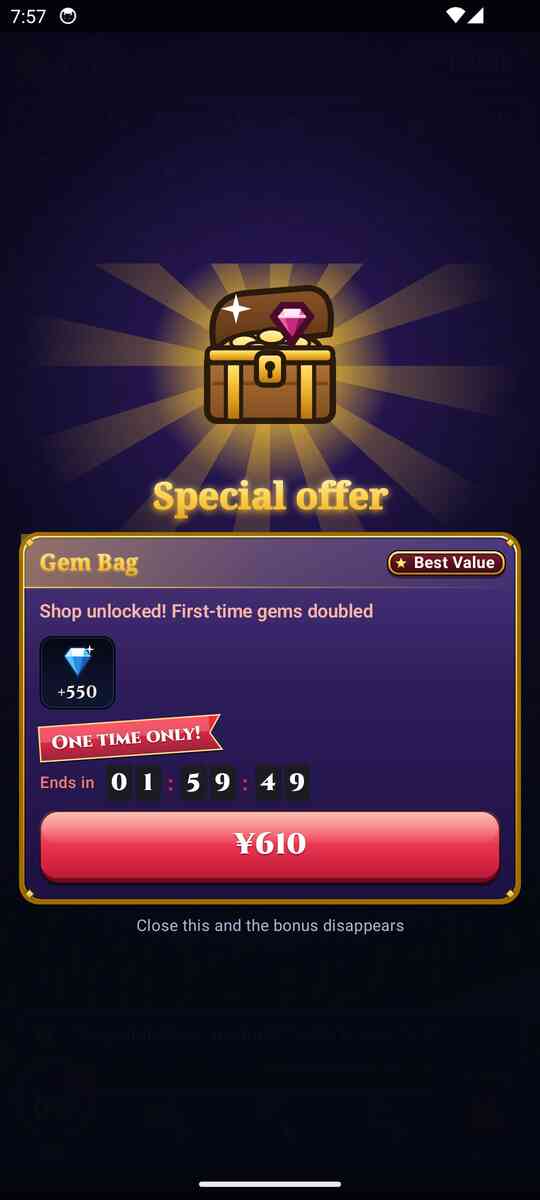 7:57
Special offer
Gem Bag
Best Value
Shop unlocked! First-time gems doubled
+550
ONE TIME ONLY!
Ends in 01:59:49
¥610
Close this and the bonus disappears